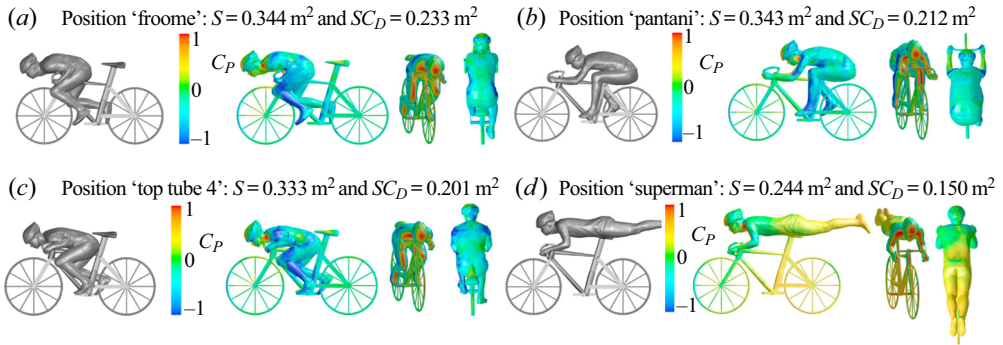 (a) Position ‘froome’: S = 0.344 m² and SC_D = 0.233 m²
1
C_P
0
–1
(b) Position ‘pantani’: S = 0.343 m² and SC_D = 0.212 m²
1
C_P
0
–1
(c) Position ‘top tube 4’: S = 0.333 m² and SC_D = 0.201 m²
1
C_P
0
–1
(d) Position ‘superman’: S = 0.244 m² and SC_D = 0.150 m²
1
C_P
0
–1